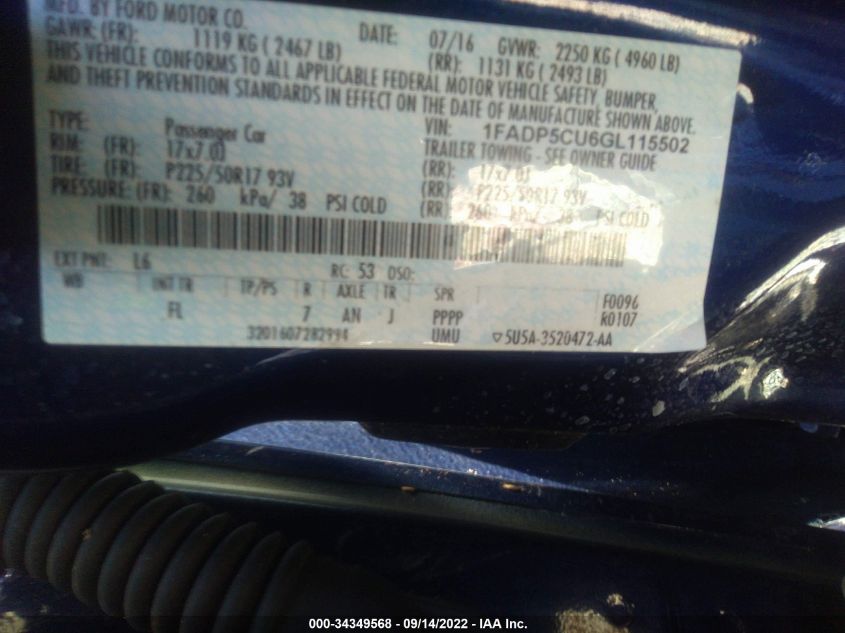 MFD. BY FORD MOTOR CO.
DATE: 07/16 GVWR: 2250 KG ( 4960 LB)
GAWR: (FR): 1119 KG ( 2467 LB) (RR): 1131 KG ( 2493 LB)
THIS VEHICLE CONFORMS TO ALL APPLICABLE FEDERAL MOTOR VEHICLE SAFETY, BUMPER,
AND THEFT PREVENTION STANDARDS IN EFFECT ON THE DATE OF MANUFACTURE SHOWN ABOVE.
VIN: 1FADP5CU6GL115502
TYPE: Passenger Car TRAILER TOWING - SEE OWNER GUIDE
RIM: (FR): 17x7.0J (RR): 17x7.0J
TIRE: (FR): P225/50R17 93V (RR): P225/50R17 93V
PRESSURE: (FR): 260 kPa/ 38 PSI COLD (RR): 260 kPa/ 38 PSI COLD
EXT PNT: L6 RC: 53 DSO:
WB INT TR TP/PS R AXLE TR SPR F0096
FL 7 AN J PPPP R0107
3201607282994 UMU ▽5U5A-3520472-AA
000-34349568 - 09/14/2022 - IAA Inc.